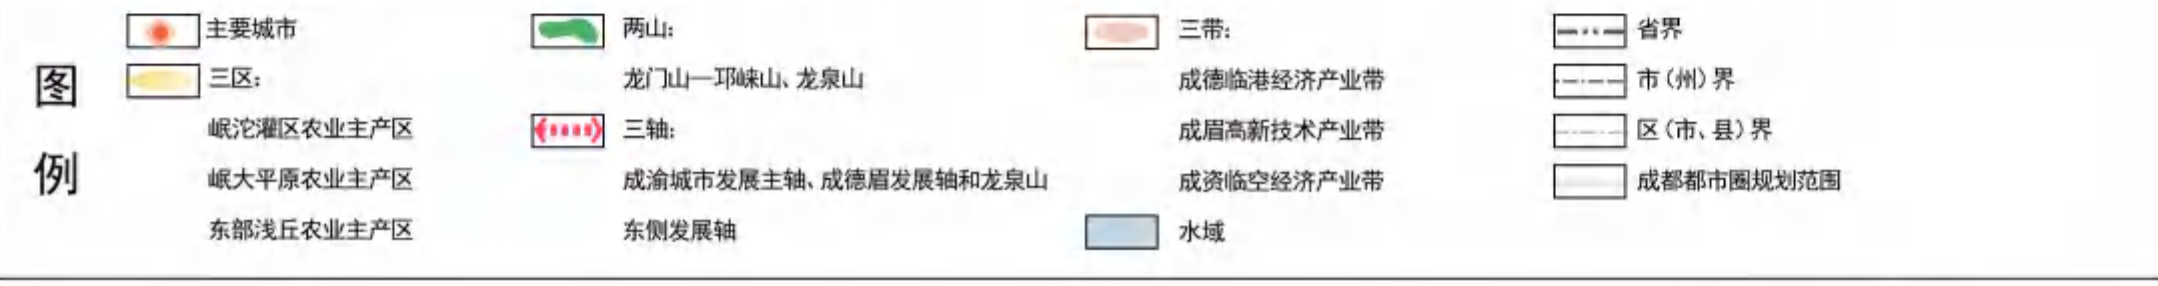 图例
主要城市
三区：
岷沱灌区农业主产区
岷大平原农业主产区
东部浅丘农业主产区
两山：
龙门山—邛崃山、龙泉山
三轴：
成渝城市发展主轴、成德眉发展轴和龙泉山
东侧发展轴
三带：
成德临港经济产业带
成眉高新技术产业带
成资临空经济产业带
水域
省界
市（州）界
区（市、县）界
成都都市圈规划范围